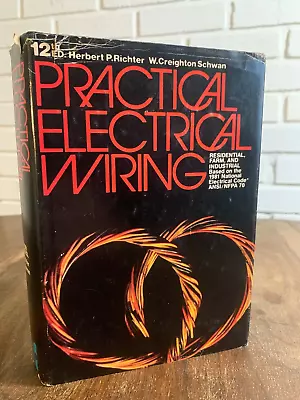 12th ED. Herbert P. Richter W. Creighton Schwan
PRACTICAL
ELECTRICAL
WIRING
RESIDENTIAL,
FARM, AND
INDUSTRIAL
Based on the
1981 National
Electrical Code®
ANSI/NFPA 70
PRACTICAL